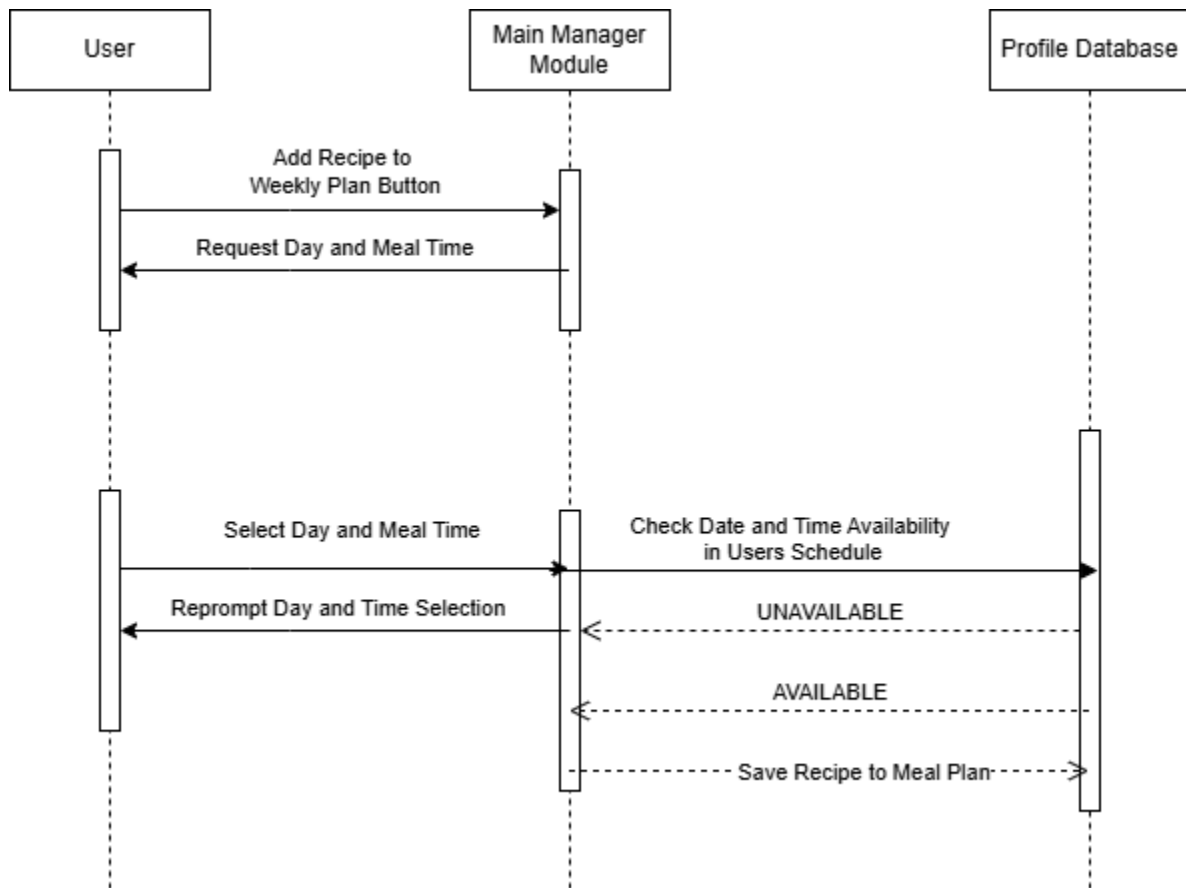 User
Main Manager
Module
Profile Database
Add Recipe to
Weekly Plan Button
Request Day and Meal Time
Select Day and Meal Time
Check Date and Time Availability
in Users Schedule
Reprompt Day and Time Selection
UNAVAILABLE
AVAILABLE
Save Recipe to Meal Plan